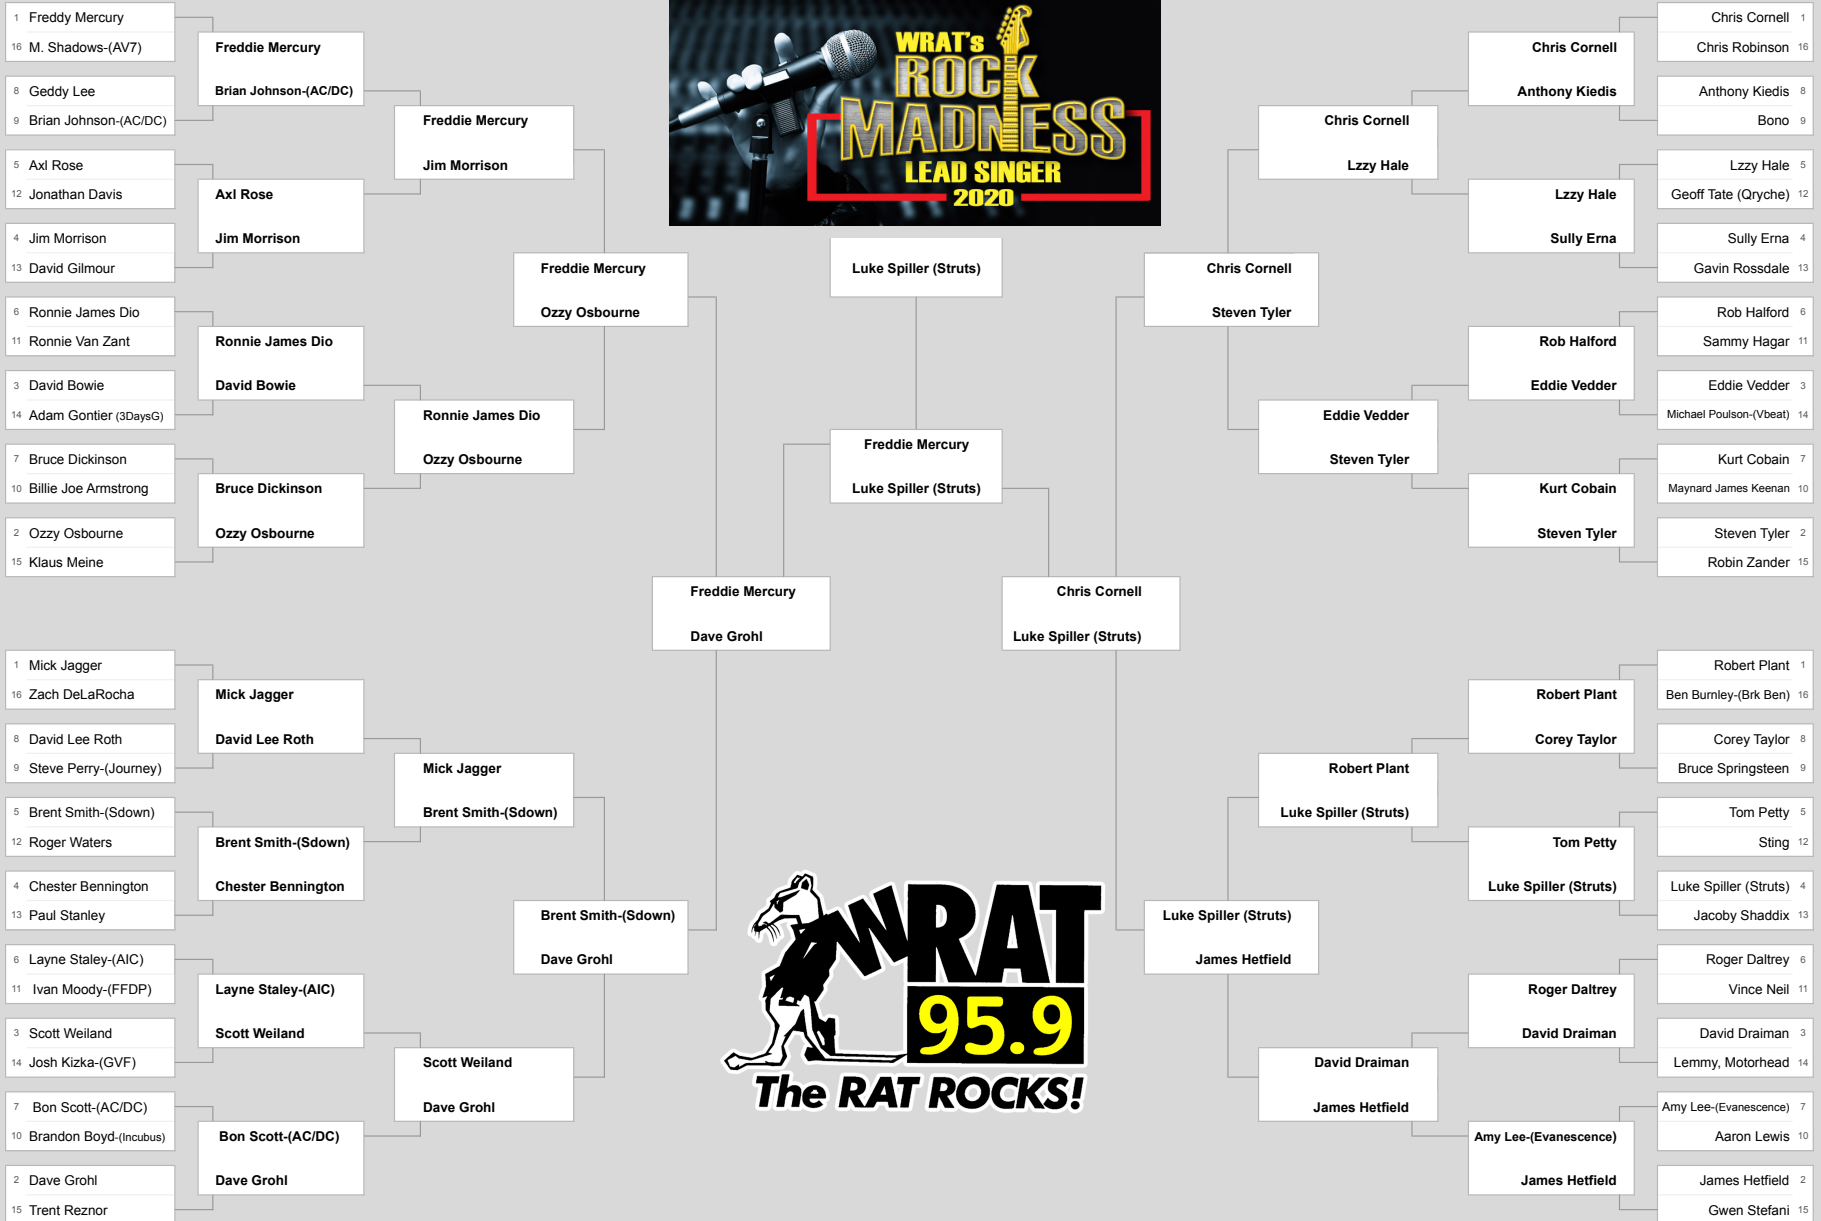 WRAT's
ROCK
MADNESS
LEAD SINGER
2020
1 Freddy Mercury
16 M. Shadows-(AV7)
8 Geddy Lee
9 Brian Johnson-(AC/DC)
5 Axl Rose
12 Jonathan Davis
4 Jim Morrison
13 David Gilmour
6 Ronnie James Dio
11 Ronnie Van Zant
3 David Bowie
14 Adam Gontier (3DaysG)
7 Bruce Dickinson
10 Billie Joe Armstrong
2 Ozzy Osbourne
15 Klaus Meine
1 Mick Jagger
16 Zach DeLaRocha
8 David Lee Roth
9 Steve Perry-(Journey)
5 Brent Smith-(Sdown)
12 Roger Waters
4 Chester Bennington
13 Paul Stanley
6 Layne Staley-(AIC)
11 Ivan Moody-(FFDP)
3 Scott Weiland
14 Josh Kizka-(GVF)
7 Bon Scott-(AC/DC)
10 Brandon Boyd-(Incubus)
2 Dave Grohl
15 Trent Reznor
Freddie Mercury
Brian Johnson-(AC/DC)
Axl Rose
Jim Morrison
Ronnie James Dio
David Bowie
Bruce Dickinson
Ozzy Osbourne
Mick Jagger
David Lee Roth
Brent Smith-(Sdown)
Chester Bennington
Layne Staley-(AIC)
Scott Weiland
Bon Scott-(AC/DC)
Dave Grohl
Freddie Mercury
Jim Morrison
Ronnie James Dio
Ozzy Osbourne
Mick Jagger
Brent Smith-(Sdown)
Scott Weiland
Dave Grohl
Freddie Mercury
Ozzy Osbourne
Brent Smith-(Sdown)
Dave Grohl
Freddie Mercury
Dave Grohl
Luke Spiller (Struts)
Freddie Mercury
Luke Spiller (Struts)
Chris Cornell
Luke Spiller (Struts)
Chris Cornell
Steven Tyler
Luke Spiller (Struts)
James Hetfield
Chris Cornell
Lzzy Hale
Eddie Vedder
Steven Tyler
Robert Plant
Luke Spiller (Struts)
David Draiman
James Hetfield
Chris Cornell
Anthony Kiedis
Lzzy Hale
Sully Erna
Rob Halford
Eddie Vedder
Kurt Cobain
Steven Tyler
Robert Plant
Corey Taylor
Tom Petty
Luke Spiller (Struts)
Roger Daltrey
David Draiman
Amy Lee-(Evanescence)
James Hetfield
Chris Cornell 1
Chris Robinson 16
Anthony Kiedis 8
Bono 9
Lzzy Hale 5
Geoff Tate (Qryche) 12
Sully Erna 4
Gavin Rossdale 13
Rob Halford 6
Sammy Hagar 11
Eddie Vedder 3
Michael Poulson-(Vbeat) 14
Kurt Cobain 7
Maynard James Keenan 10
Steven Tyler 2
Robin Zander 15
Robert Plant 1
Ben Burnley-(Brk Ben) 16
Corey Taylor 8
Bruce Springsteen 9
Tom Petty 5
Sting 12
Luke Spiller (Struts) 4
Jacoby Shaddix 13
Roger Daltrey 6
Vince Neil 11
David Draiman 3
Lemmy, Motorhead 14
Amy Lee-(Evanescence) 7
Aaron Lewis 10
James Hetfield 2
Gwen Stefani 15
WRAT
95.9
The RAT ROCKS!